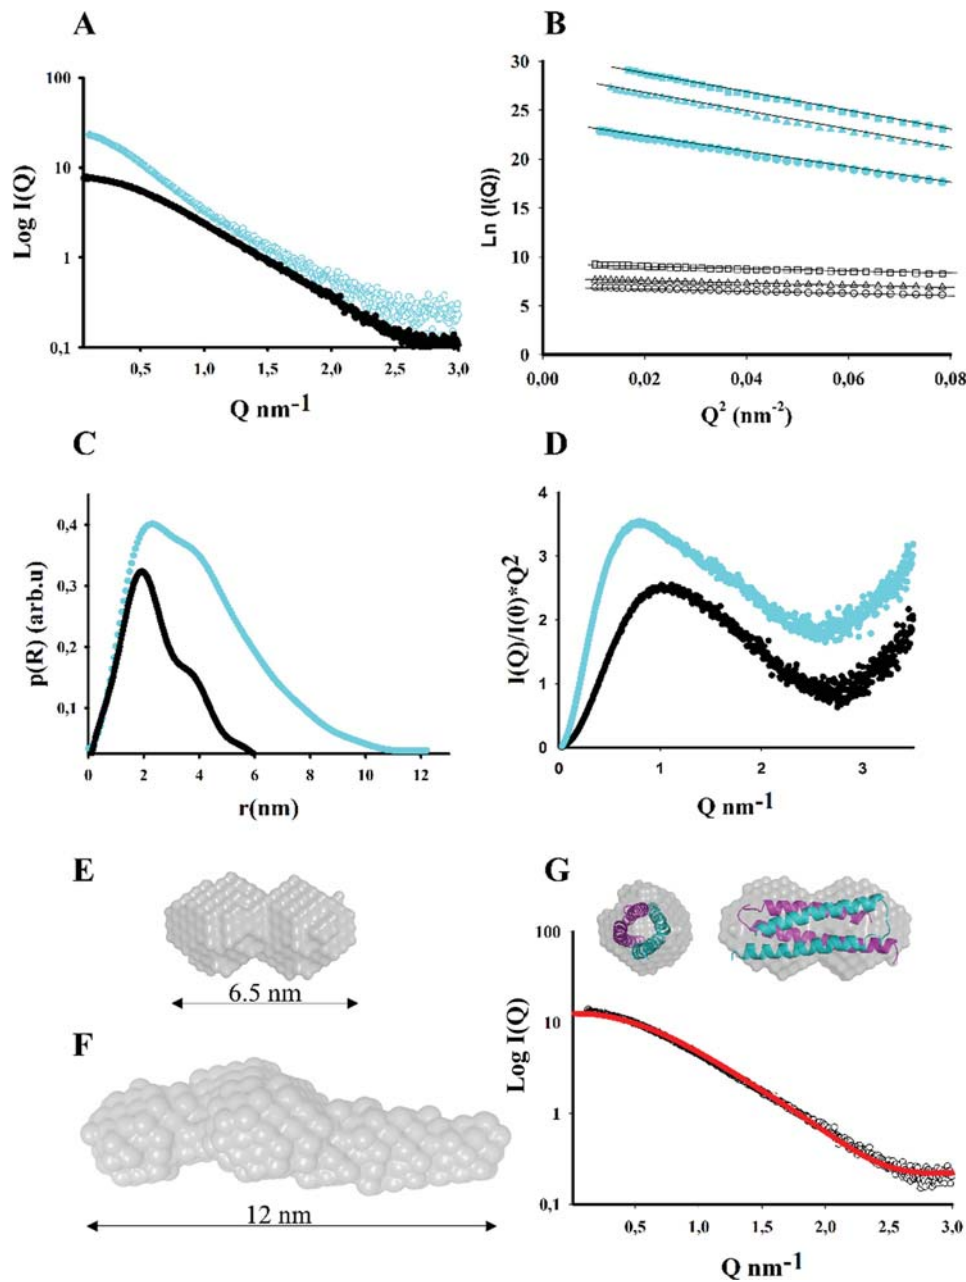 A
Log I(Q)
100
10
1
0,1
0,5 1,0 1,5 2,0 2,5 3,0
Q nm-1
B
Ln (I(Q))
30
25
20
15
10
5
0
0,00 0,02 0,04 0,06 0,08
Q2 (nm-2)
C
p(R) (arb.u)
0,4
0,3
0,2
0,1
0 2 4 6 8 10 12
r(nm)
D
I(Q)/I(0)*Q2
4
3
2
1
0
0 1 2 3
Q nm-1
E
6.5 nm
F
12 nm
G
Log I(Q)
100
10
1
0,1
0,5 1,0 1,5 2,0 2,5 3,0
Q nm-1